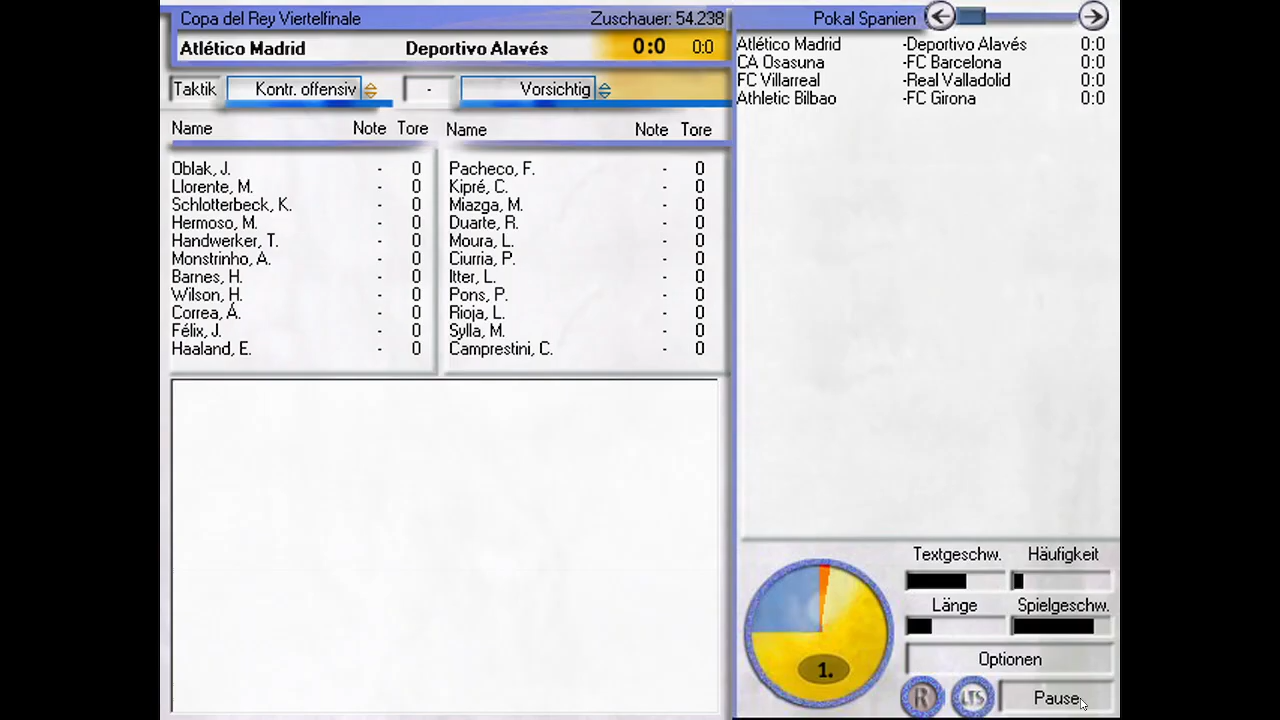 Copa del Rey Viertelfinale Zuschauer: 54.238
Atlético Madrid Deportivo Alavés 0:0 0:0
Taktik Kontr. offensiv - Vorsichtig
Name Note Tore Name Note Tore
Oblak, J. - 0 Pacheco, F. - 0
Llorente, M. - 0 Kipré, C. - 0
Schlotterbeck, K. - 0 Miazga, M. - 0
Hermoso, M. - 0 Duarte, R. - 0
Handwerker, T. - 0 Moura, L. - 0
Monstrinho, A. - 0 Ciurria, P. - 0
Barnes, H. - 0 Itter, L. - 0
Wilson, H. - 0 Pons, P. - 0
Correa, Á. - 0 Rioja, L. - 0
Félix, J. - 0 Sylla, M. - 0
Haaland, E. - 0 Camprestini, C. - 0
Pokal Spanien
Atlético Madrid -Deportivo Alavés 0:0
CA Osasuna -FC Barcelona 0:0
FC Villarreal -Real Valladolid 0:0
Athletic Bilbao -FC Girona 0:0
Textgeschw. Häufigkeit
Länge Spielgeschw.
Optionen
1. R LTS Pause